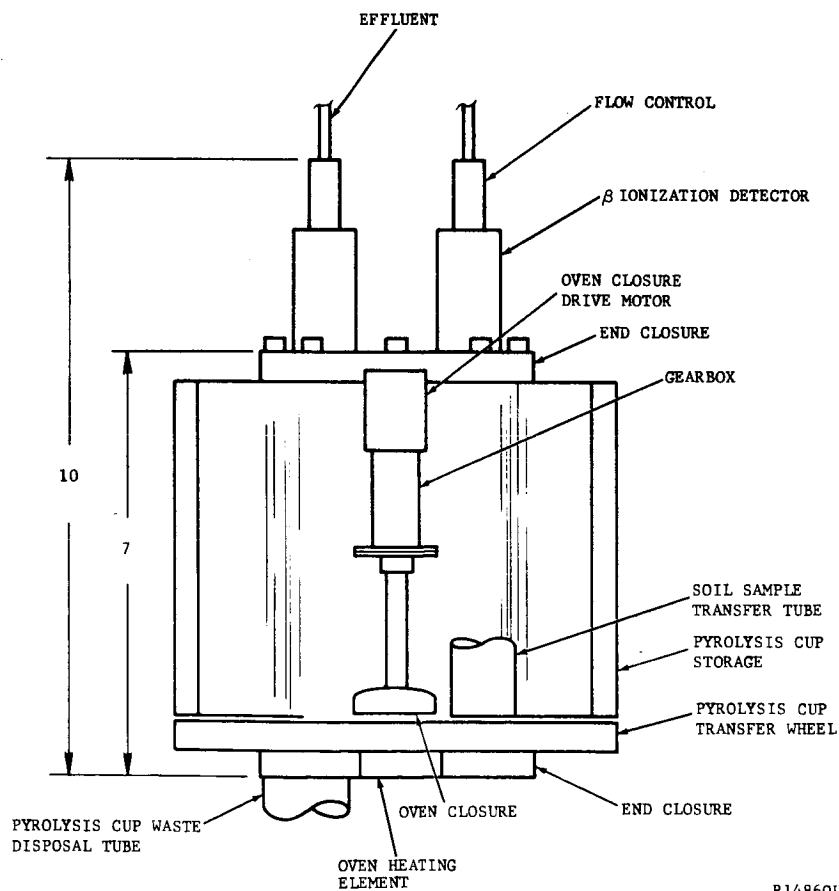 EFFLUENT
FLOW CONTROL
β IONIZATION DETECTOR
OVEN CLOSURE
DRIVE MOTOR
END CLOSURE
GEARBOX
10
7
SOIL SAMPLE
TRANSFER TUBE
PYROLYSIS CUP
STORAGE
PYROLYSIS CUP
TRANSFER WHEEL
OVEN CLOSURE
END CLOSURE
PYROLYSIS CUP WASTE
DISPOSAL TUBE
OVEN HEATING
ELEMENT